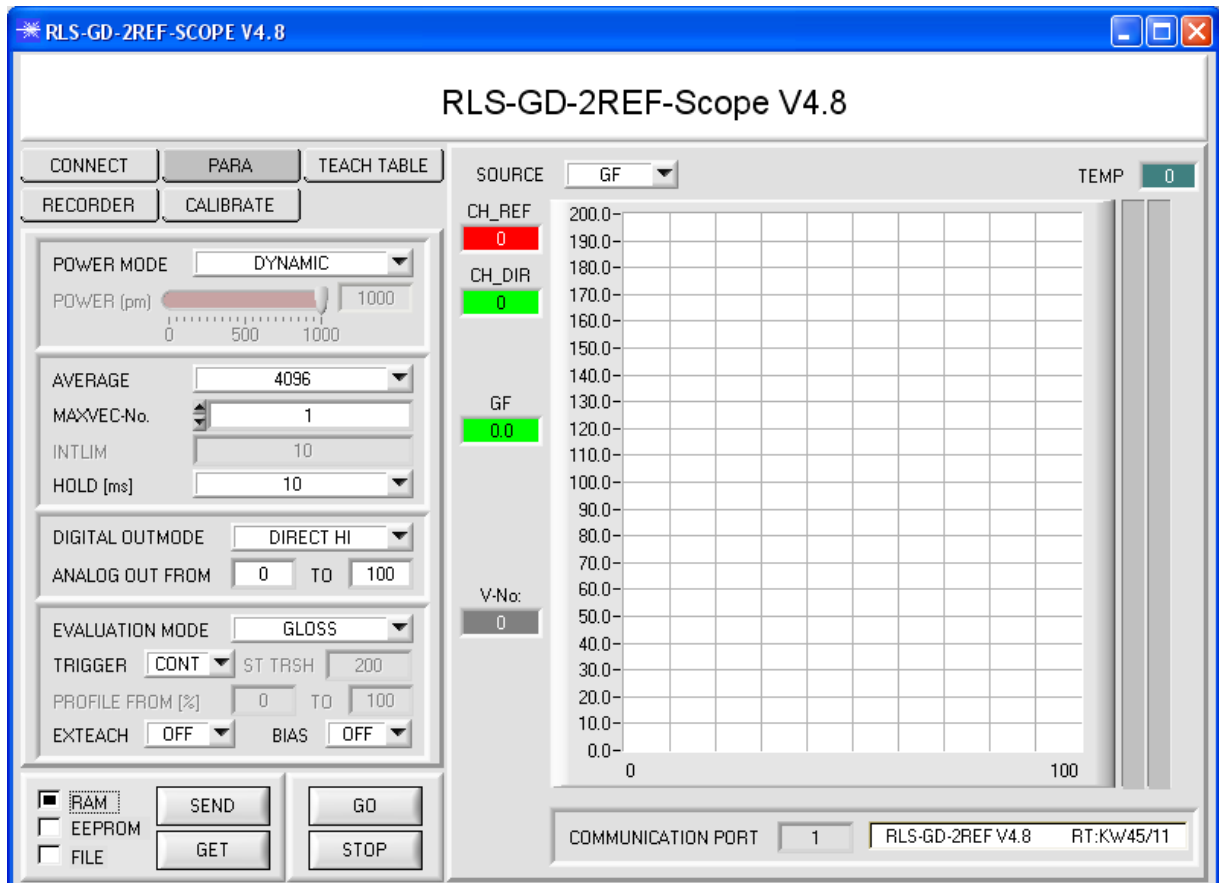 RLS-GD-2REF-SCOPE V4.8
RLS-GD-2REF-Scope V4.8
CONNECT PARA TEACH TABLE
RECORDER CALIBRATE
POWER MODE DYNAMIC
POWER (pm) 1000
0 500 1000
AVERAGE 4096
MAXVEC-No. 1
INTLIM 10
HOLD [ms] 10
DIGITAL OUTMODE DIRECT HI
ANALOG OUT FROM 0 TO 100
EVALUATION MODE GLOSS
TRIGGER CONT ST TRSH 200
PROFILE FROM [%] 0 TO 100
EXTEACH OFF BIAS OFF
RAM
EEPROM
FILE
SEND GO
GET STOP
SOURCE GF TEMP 0
CH_REF
0
CH_DIR
0
GF
0.0
V-No:
0
200.0
190.0
180.0
170.0
160.0
150.0
140.0
130.0
120.0
110.0
100.0
90.0
80.0
70.0
60.0
50.0
40.0
30.0
20.0
10.0
0.0
0 100
COMMUNICATION PORT 1 RLS-GD-2REF V4.8 RT:KW45/11